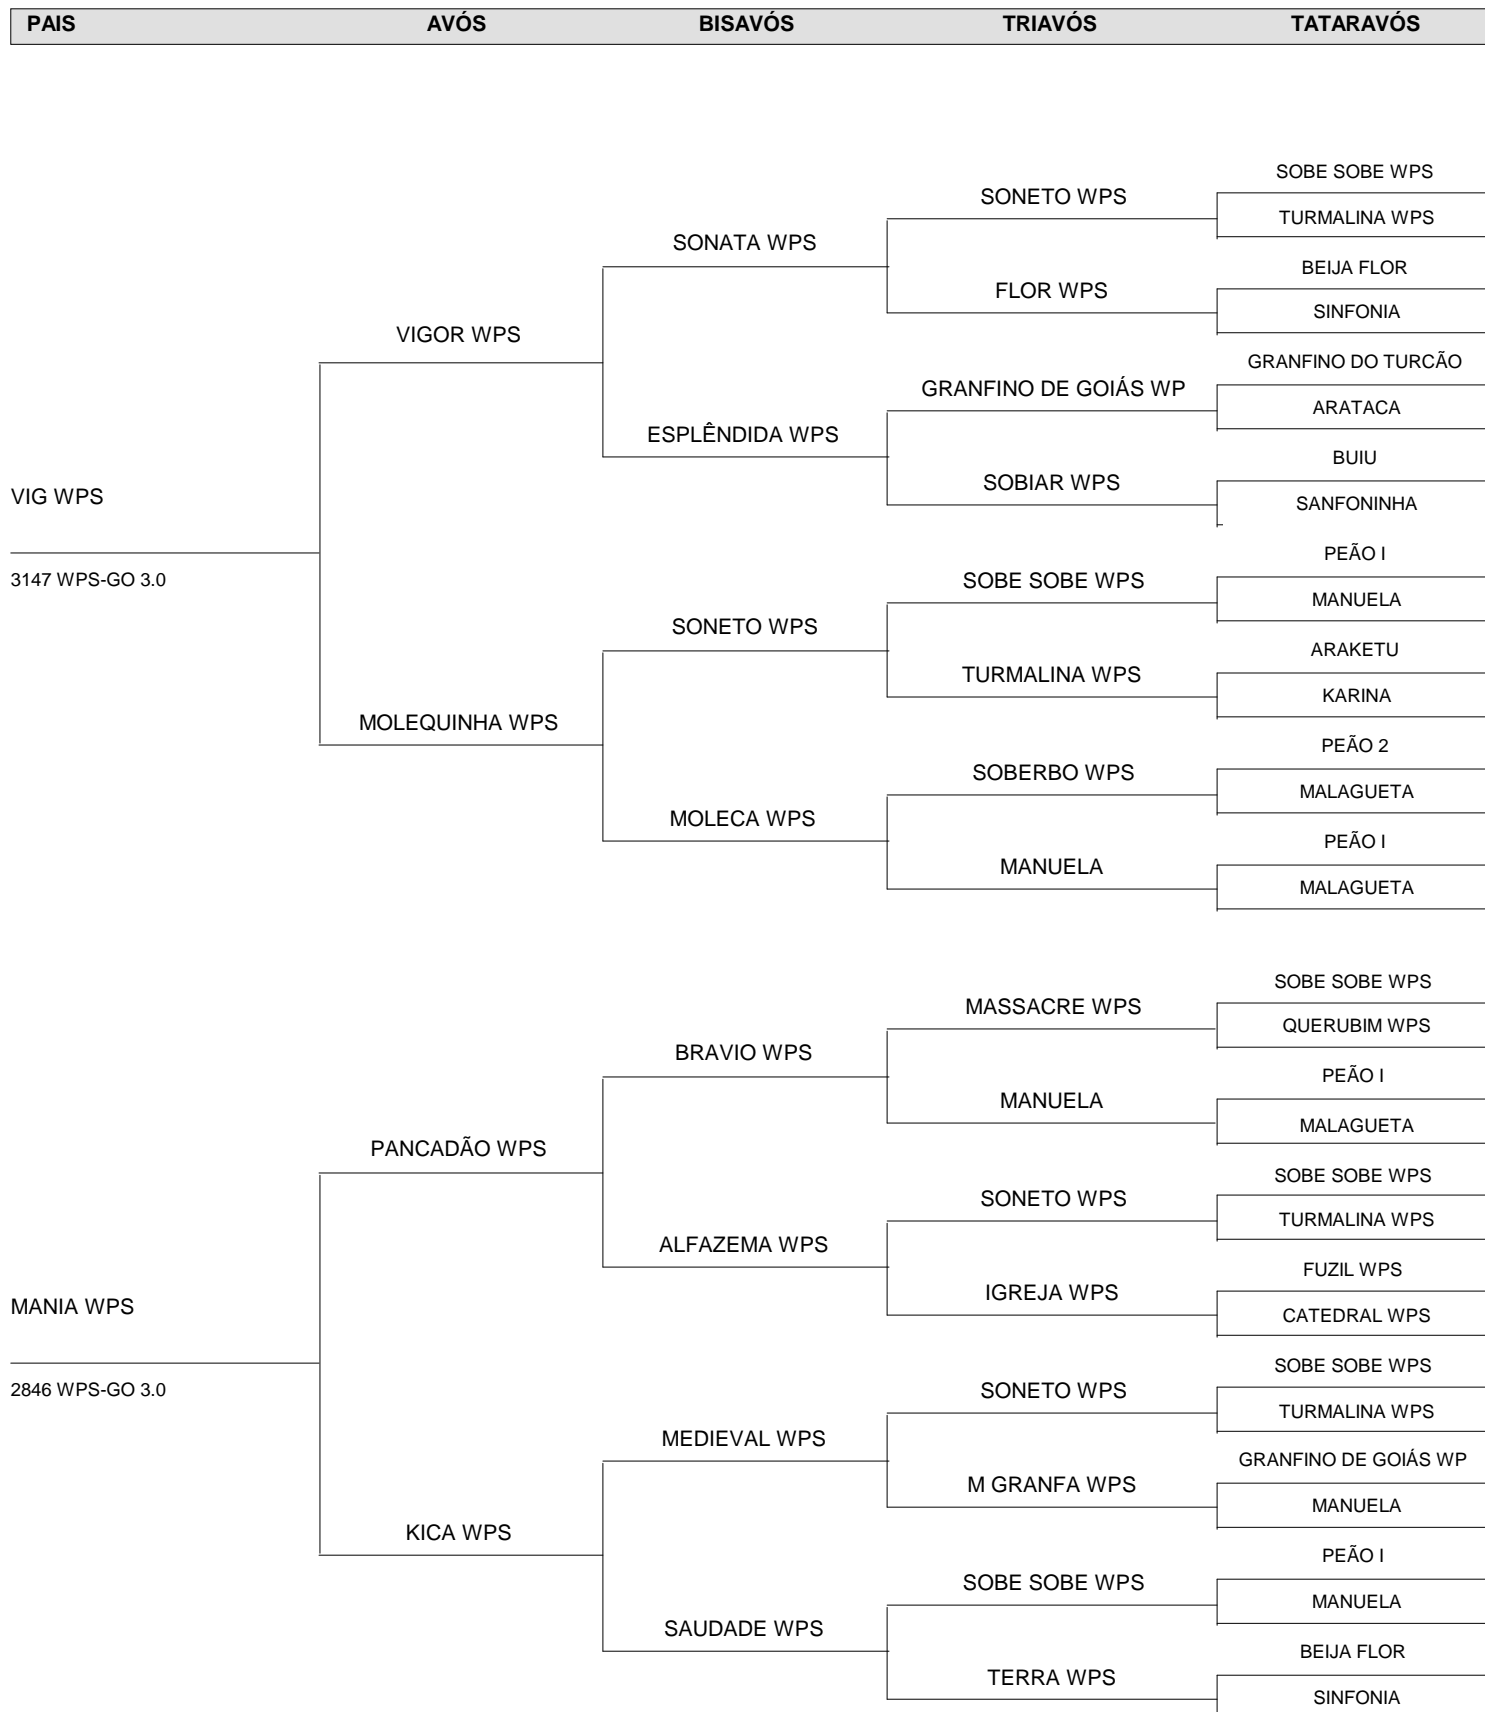 PAIS AVÓS BISAVÓS TRIAVÓS TATARAVÓS
SOBE SOBE WPS
SONETO WPS
TURMALINA WPS
SONATA WPS
BEIJA FLOR
FLOR WPS
SINFONIA
VIGOR WPS
GRANFINO DO TURCÃO
GRANFINO DE GOIÁS WP
ARATACA
ESPLÊNDIDA WPS
BUIU
SOBIAR WPS
SANFONINHA
VIG WPS
3147 WPS-GO 3.0
PEÃO I
SOBE SOBE WPS
MANUELA
SONETO WPS
ARAKETU
TURMALINA WPS
KARINA
MOLEQUINHA WPS
PEÃO 2
SOBERBO WPS
MALAGUETA
MOLECA WPS
PEÃO I
MANUELA
MALAGUETA
SOBE SOBE WPS
MASSACRE WPS
QUERUBIM WPS
BRAVIO WPS
PEÃO I
MANUELA
MALAGUETA
PANCADÃO WPS
SOBE SOBE WPS
SONETO WPS
TURMALINA WPS
ALFAZEMA WPS
FUZIL WPS
IGREJA WPS
CATEDRAL WPS
MANIA WPS
2846 WPS-GO 3.0
SOBE SOBE WPS
SONETO WPS
TURMALINA WPS
MEDIEVAL WPS
GRANFINO DE GOIÁS WP
M GRANFA WPS
MANUELA
KICA WPS
PEÃO I
SOBE SOBE WPS
MANUELA
SAUDADE WPS
BEIJA FLOR
TERRA WPS
SINFONIA